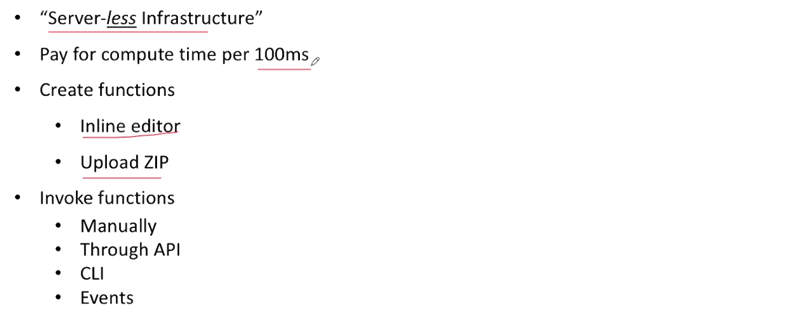 • “Server-less Infrastructure”
• Pay for compute time per 100ms
• Create functions
• Inline editor
• Upload ZIP
• Invoke functions
• Manually
• Through API
• CLI
• Events